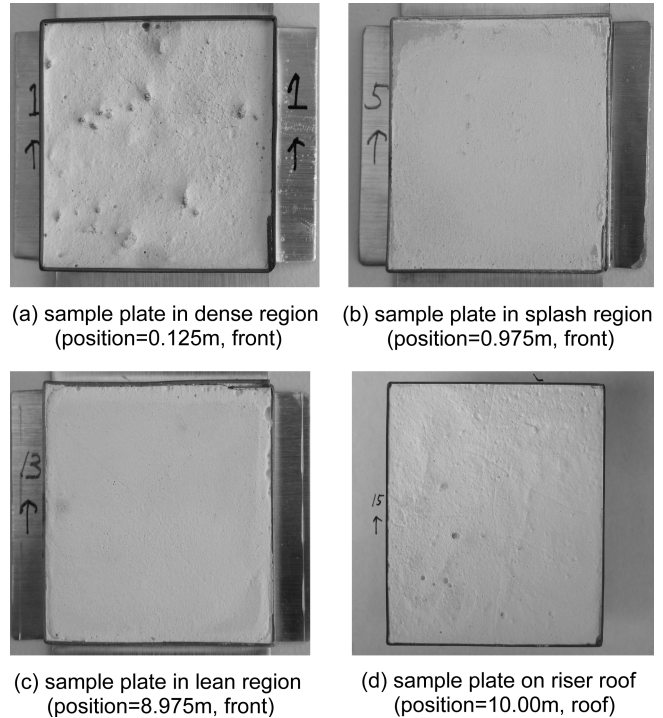 1
1
5
(a) sample plate in dense region
(position=0.125m, front)
(b) sample plate in splash region
(position=0.975m, front)
13
15
(c) sample plate in lean region
(position=8.975m, front)
(d) sample plate on riser roof
(position=10.00m, roof)